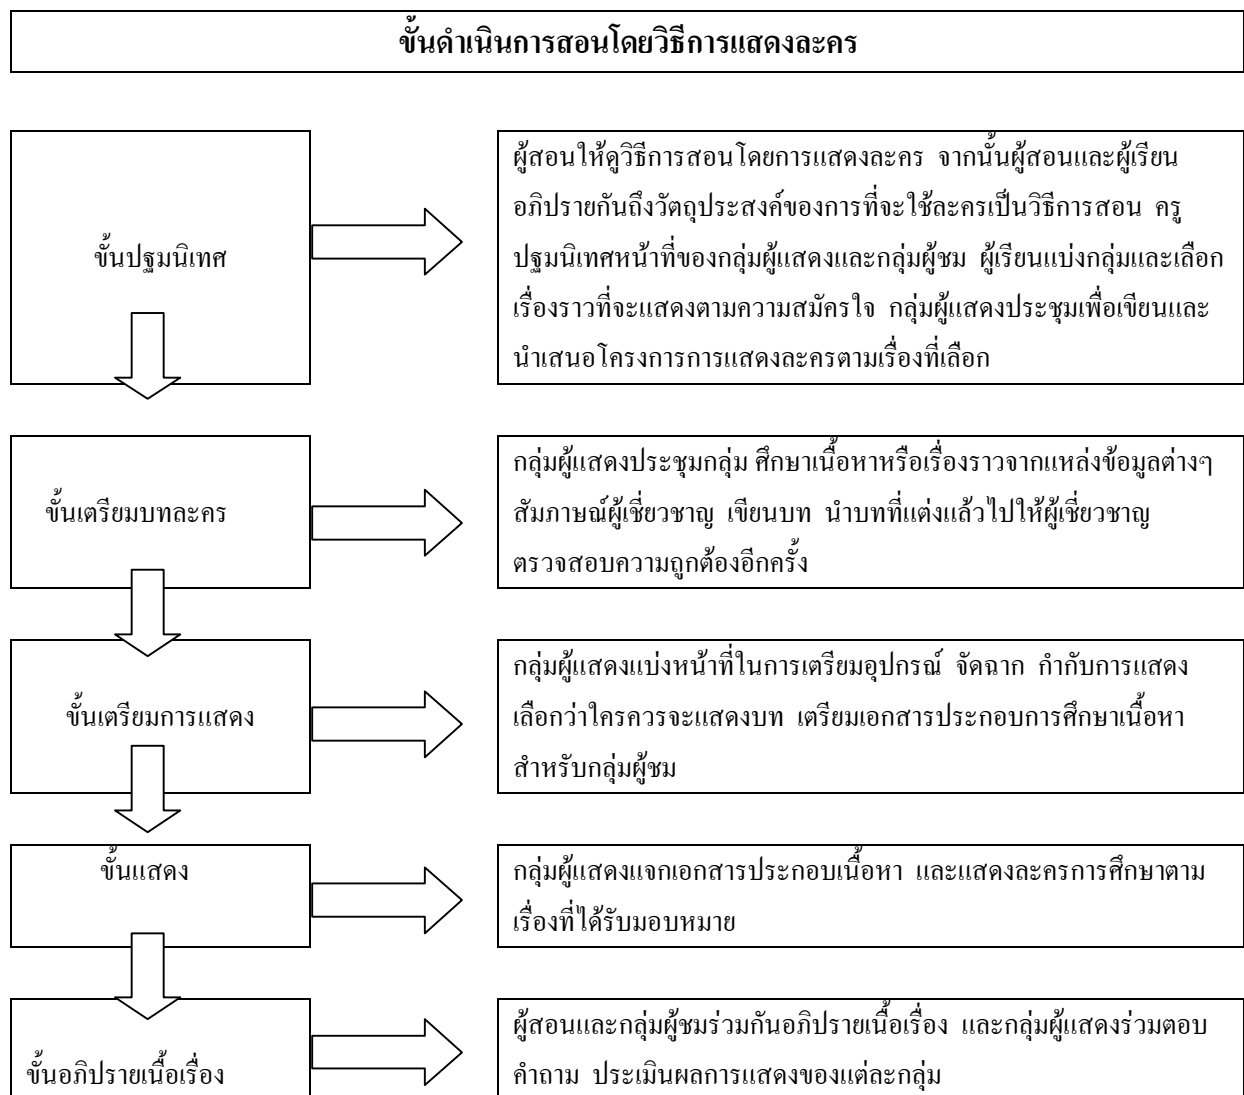 ขั้นดำเนินการสอนโดยวิธีการแสดงละคร
ขั้นปฐมนิเทศ
ผู้สอนให้ดูวิธีการสอนโดยการแสดงละคร จากนั้นผู้สอนและผู้เรียน
อภิปรายกันถึงวัตถุประสงค์ของการที่จะใช้ละครเป็นวิธีการสอน ครู
ปฐมนิเทศหน้าที่ของกลุ่มผู้แสดงและกลุ่มผู้ชม ผู้เรียนแบ่งกลุ่มและเลือก
เรื่องราวที่จะแสดงตามความสมัครใจ กลุ่มผู้แสดงประชุมเพื่อเขียนและ
นำเสนอโครงการการแสดงละครตามเรื่องที่เลือก
ขั้นเตรียมบทละคร
กลุ่มผู้แสดงประชุมกลุ่ม ศึกษาเนื้อหาหรือเรื่องราวจากแหล่งข้อมูลต่างๆ
สัมภาษณ์ผู้เชี่ยวชาญ เขียนบท นำบทที่แต่งแล้วไปให้ผู้เชี่ยวชาญ
ตรวจสอบความถูกต้องอีกครั้ง
ขั้นเตรียมการแสดง
กลุ่มผู้แสดงแบ่งหน้าที่ในการเตรียมอุปกรณ์ จัดฉาก กำกับการแสดง
เลือกว่าใครควรจะแสดงบท เตรียมเอกสารประกอบการศึกษาเนื้อหา
สำหรับกลุ่มผู้ชม
ขั้นแสดง
กลุ่มผู้แสดงแจกเอกสารประกอบเนื้อหา และแสดงละครการศึกษาตาม
เรื่องที่ได้รับมอบหมาย
ขั้นอภิปรายเนื้อเรื่อง
ผู้สอนและกลุ่มผู้ชมร่วมกันอภิปรายเนื้อเรื่อง และกลุ่มผู้แสดงร่วมตอบ
คำถาม ประเมินผลการแสดงของแต่ละกลุ่ม